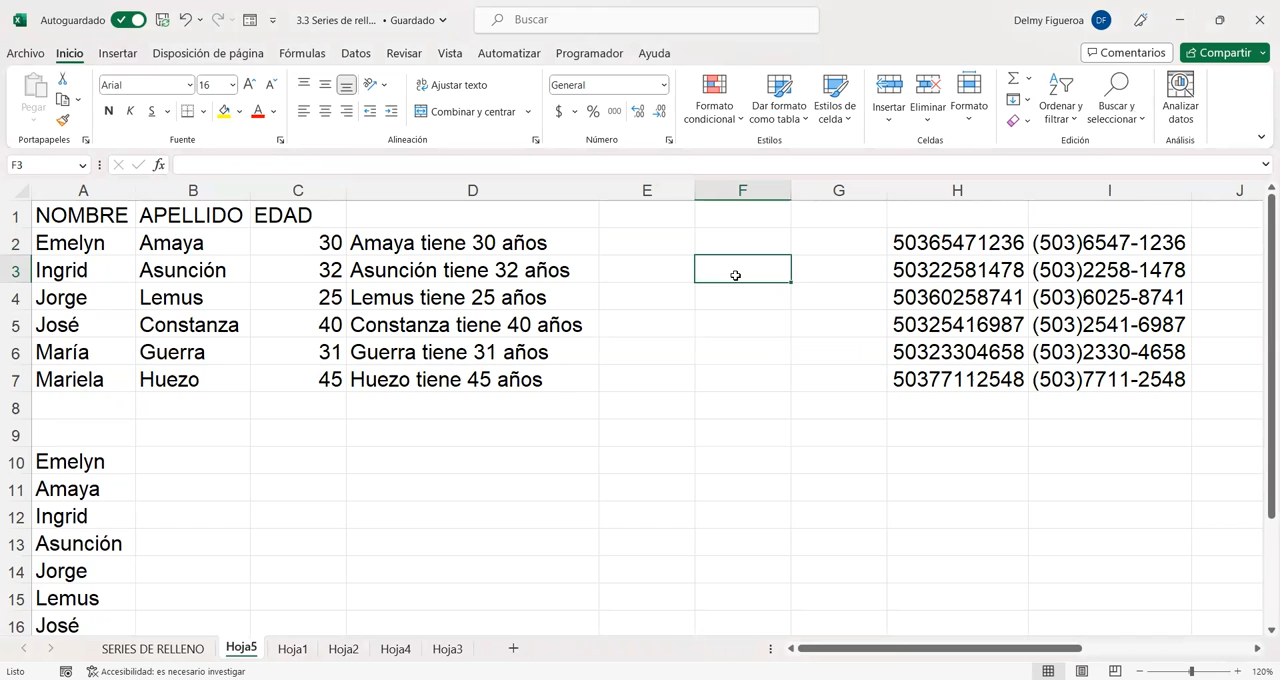 Autoguardado
3.3 Series de rell... • Guardado
Buscar
Delmy Figueroa DF
Archivo Inicio Insertar Disposición de página Fórmulas Datos Revisar Vista Automatizar Programador Ayuda
Comentarios Compartir
Pegar
Portapapeles
Arial 16
N K S
Fuente
Ajustar texto
Combinar y centrar
Alineación
General
$ % 000
Número
Formato condicional
Dar formato como tabla
Estilos de celda
Estilos
Insertar Eliminar Formato
Celdas
Ordenar y filtrar
Buscar y seleccionar
Edición
Analizar datos
Análisis
F3 fx
A B C D E F G H I J
1 NOMBRE APELLIDO EDAD
2 Emelyn Amaya 30 Amaya tiene 30 años 50365471236 (503)6547-1236
3 Ingrid Asunción 32 Asunción tiene 32 años 50322581478 (503)2258-1478
4 Jorge Lemus 25 Lemus tiene 25 años 50360258741 (503)6025-8741
5 José Constanza 40 Constanza tiene 40 años 50325416987 (503)2541-6987
6 María Guerra 31 Guerra tiene 31 años 50323304658 (503)2330-4658
7 Mariela Huezo 45 Huezo tiene 45 años 50377112548 (503)7711-2548
8
9
10 Emelyn
11 Amaya
12 Ingrid
13 Asunción
14 Jorge
15 Lemus
16 José
SERIES DE RELLENO Hoja5 Hoja1 Hoja2 Hoja4 Hoja3
Listo Accesibilidad: es necesario investigar 120%